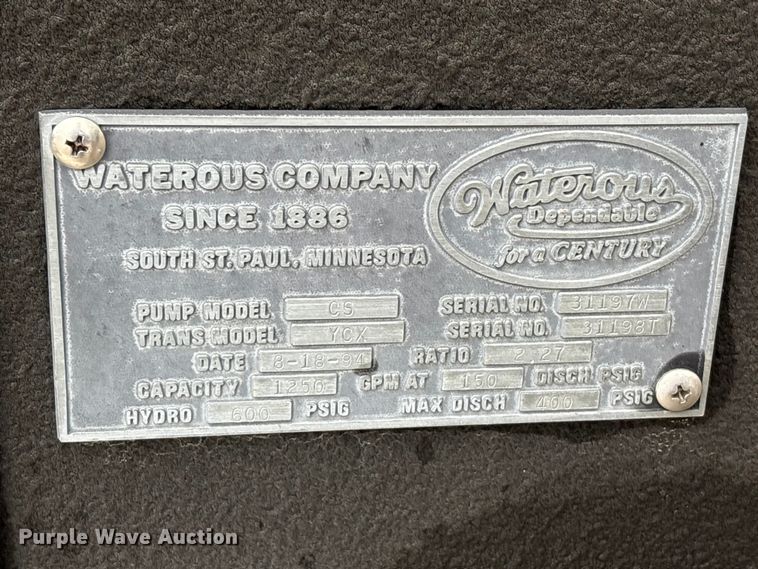 WATEROUS COMPANY
SINCE 1886
SOUTH ST. PAUL, MINNESOTA
Waterous
Dependable
for a CENTURY
PUMP MODEL CS SERIAL NO. 31197W
TRANS MODEL YCX SERIAL NO. 31198T
DATE 8-18-94 RATIO 2.27
CAPACITY 1250 GPM AT 150 DISCH. PSIG
HYDRO 600 PSIG MAX DISCH 400 PSIG
Purple Wave Auction